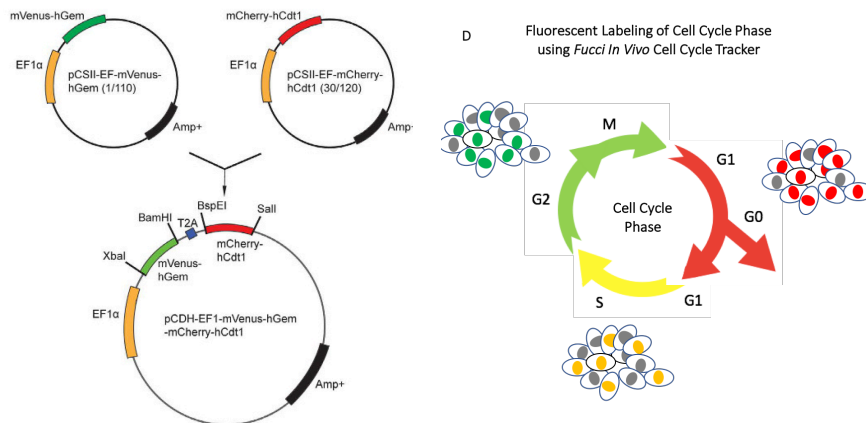 mVenus-hGem
EF1α
pCSII-EF-mVenus-
hGem (1/110)
Amp+
mCherry-hCdt1
EF1α
pCSII-EF-mCherry-
hCdt1 (30/120)
Amp-
BspEI
SalI
T2A
BamHI
mCherry-
hCdt1
XbaI
mVenus-
hGem
EF1α
pCDH-EF1-mVenus-hGem
-mCherry-hCdt1
Amp+
D
Fluorescent Labeling of Cell Cycle Phase
using Fucci In Vivo Cell Cycle Tracker
M
G1
G2
Cell Cycle
Phase
G0
S
G1